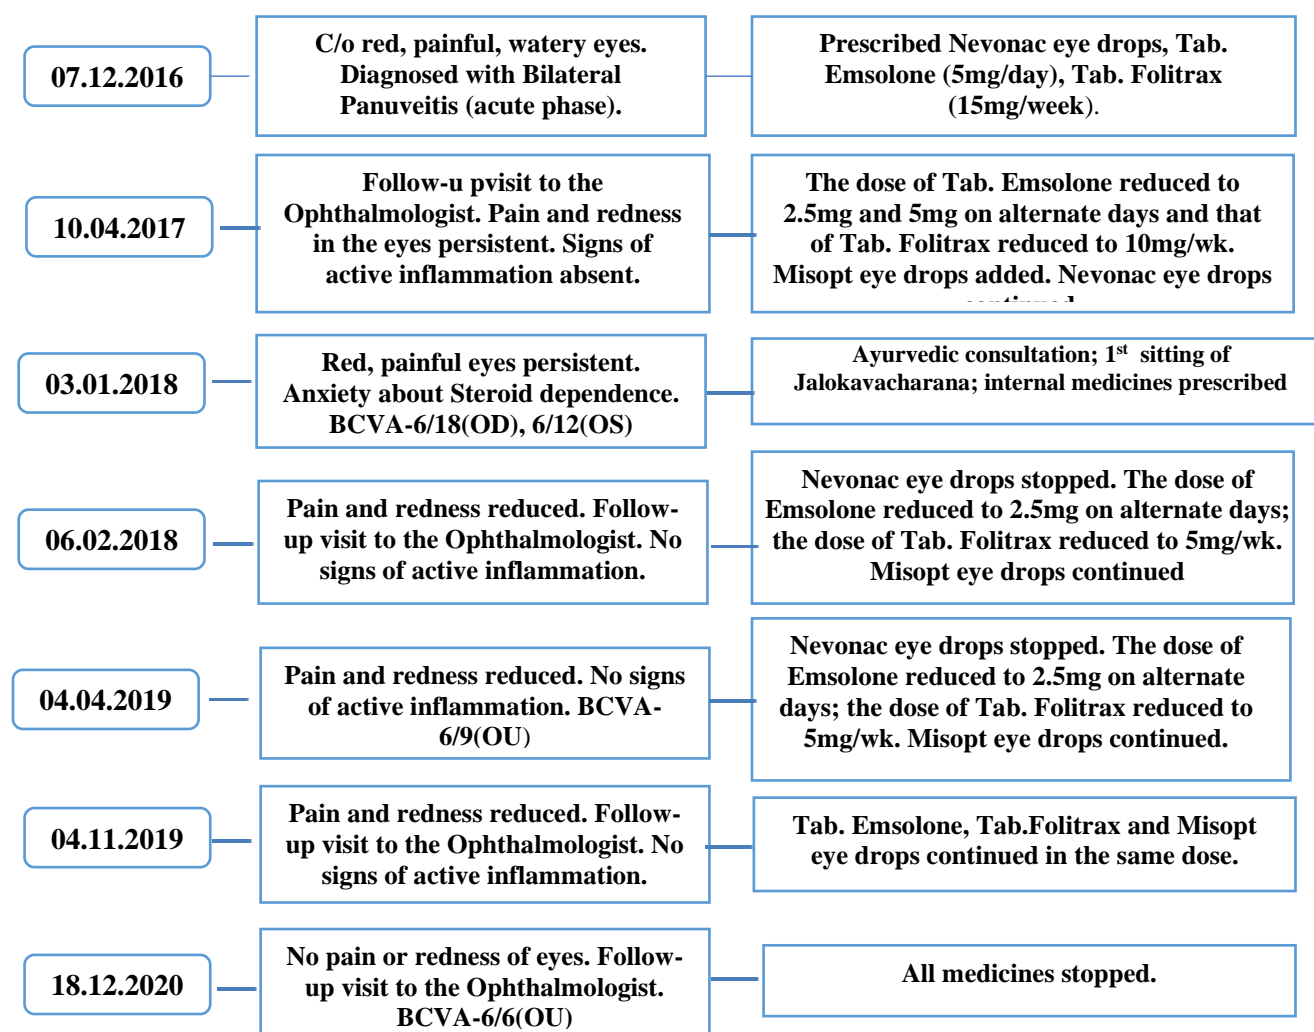 07.12.2016
C/o red, painful, watery eyes.
Diagnosed with Bilateral
Panuveitis (acute phase).
Prescribed Nevonac eye drops, Tab.
Emsolone (5mg/day), Tab. Folitrax
(15mg/week).
10.04.2017
Follow-u pvisit to the
Ophthalmologist. Pain and redness
in the eyes persistent. Signs of
active inflammation absent.
The dose of Tab. Emsolone reduced to
2.5mg and 5mg on alternate days and that
of Tab. Folitrax reduced to 10mg/wk.
Misopt eye drops added. Nevonac eye drops
03.01.2018
Red, painful eyes persistent.
Anxiety about Steroid dependence.
BCVA-6/18(OD), 6/12(OS)
Ayurvedic consultation; 1st sitting of
Jalokavacharana; internal medicines prescribed
06.02.2018
Pain and redness reduced. Follow-
up visit to the Ophthalmologist. No
signs of active inflammation.
Nevonac eye drops stopped. The dose of
Emsolone reduced to 2.5mg on alternate days;
the dose of Tab. Folitrax reduced to 5mg/wk.
Misopt eye drops continued
04.04.2019
Pain and redness reduced. No signs
of active inflammation. BCVA-
6/9(OU)
Nevonac eye drops stopped. The dose of
Emsolone reduced to 2.5mg on alternate
days; the dose of Tab. Folitrax reduced to
5mg/wk. Misopt eye drops continued.
04.11.2019
Pain and redness reduced. Follow-
up visit to the Ophthalmologist. No
signs of active inflammation.
Tab. Emsolone, Tab.Folitrax and Misopt
eye drops continued in the same dose.
18.12.2020
No pain or redness of eyes. Follow-
up visit to the Ophthalmologist.
BCVA-6/6(OU)
All medicines stopped.